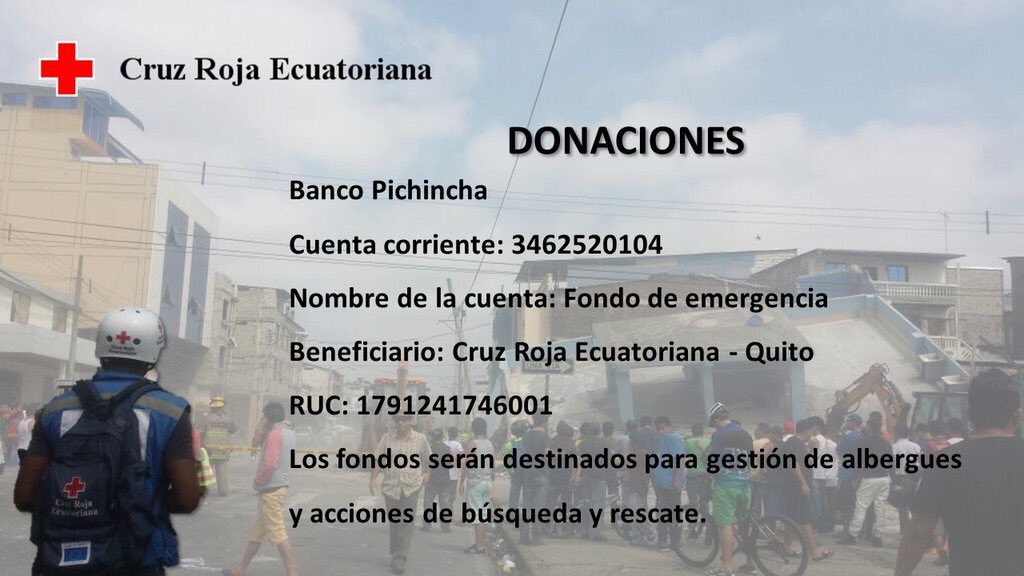 Cruz Roja Ecuatoriana
DONACIONES
Banco Pichincha
Cuenta corriente: 3462520104
Nombre de la cuenta: Fondo de emergencia
Beneficiario: Cruz Roja Ecuatoriana - Quito
RUC: 1791241746001
Los fondos serán destinados para gestión de albergues
y acciones de búsqueda y rescate.
Cruz Roja
Ecuatoriana